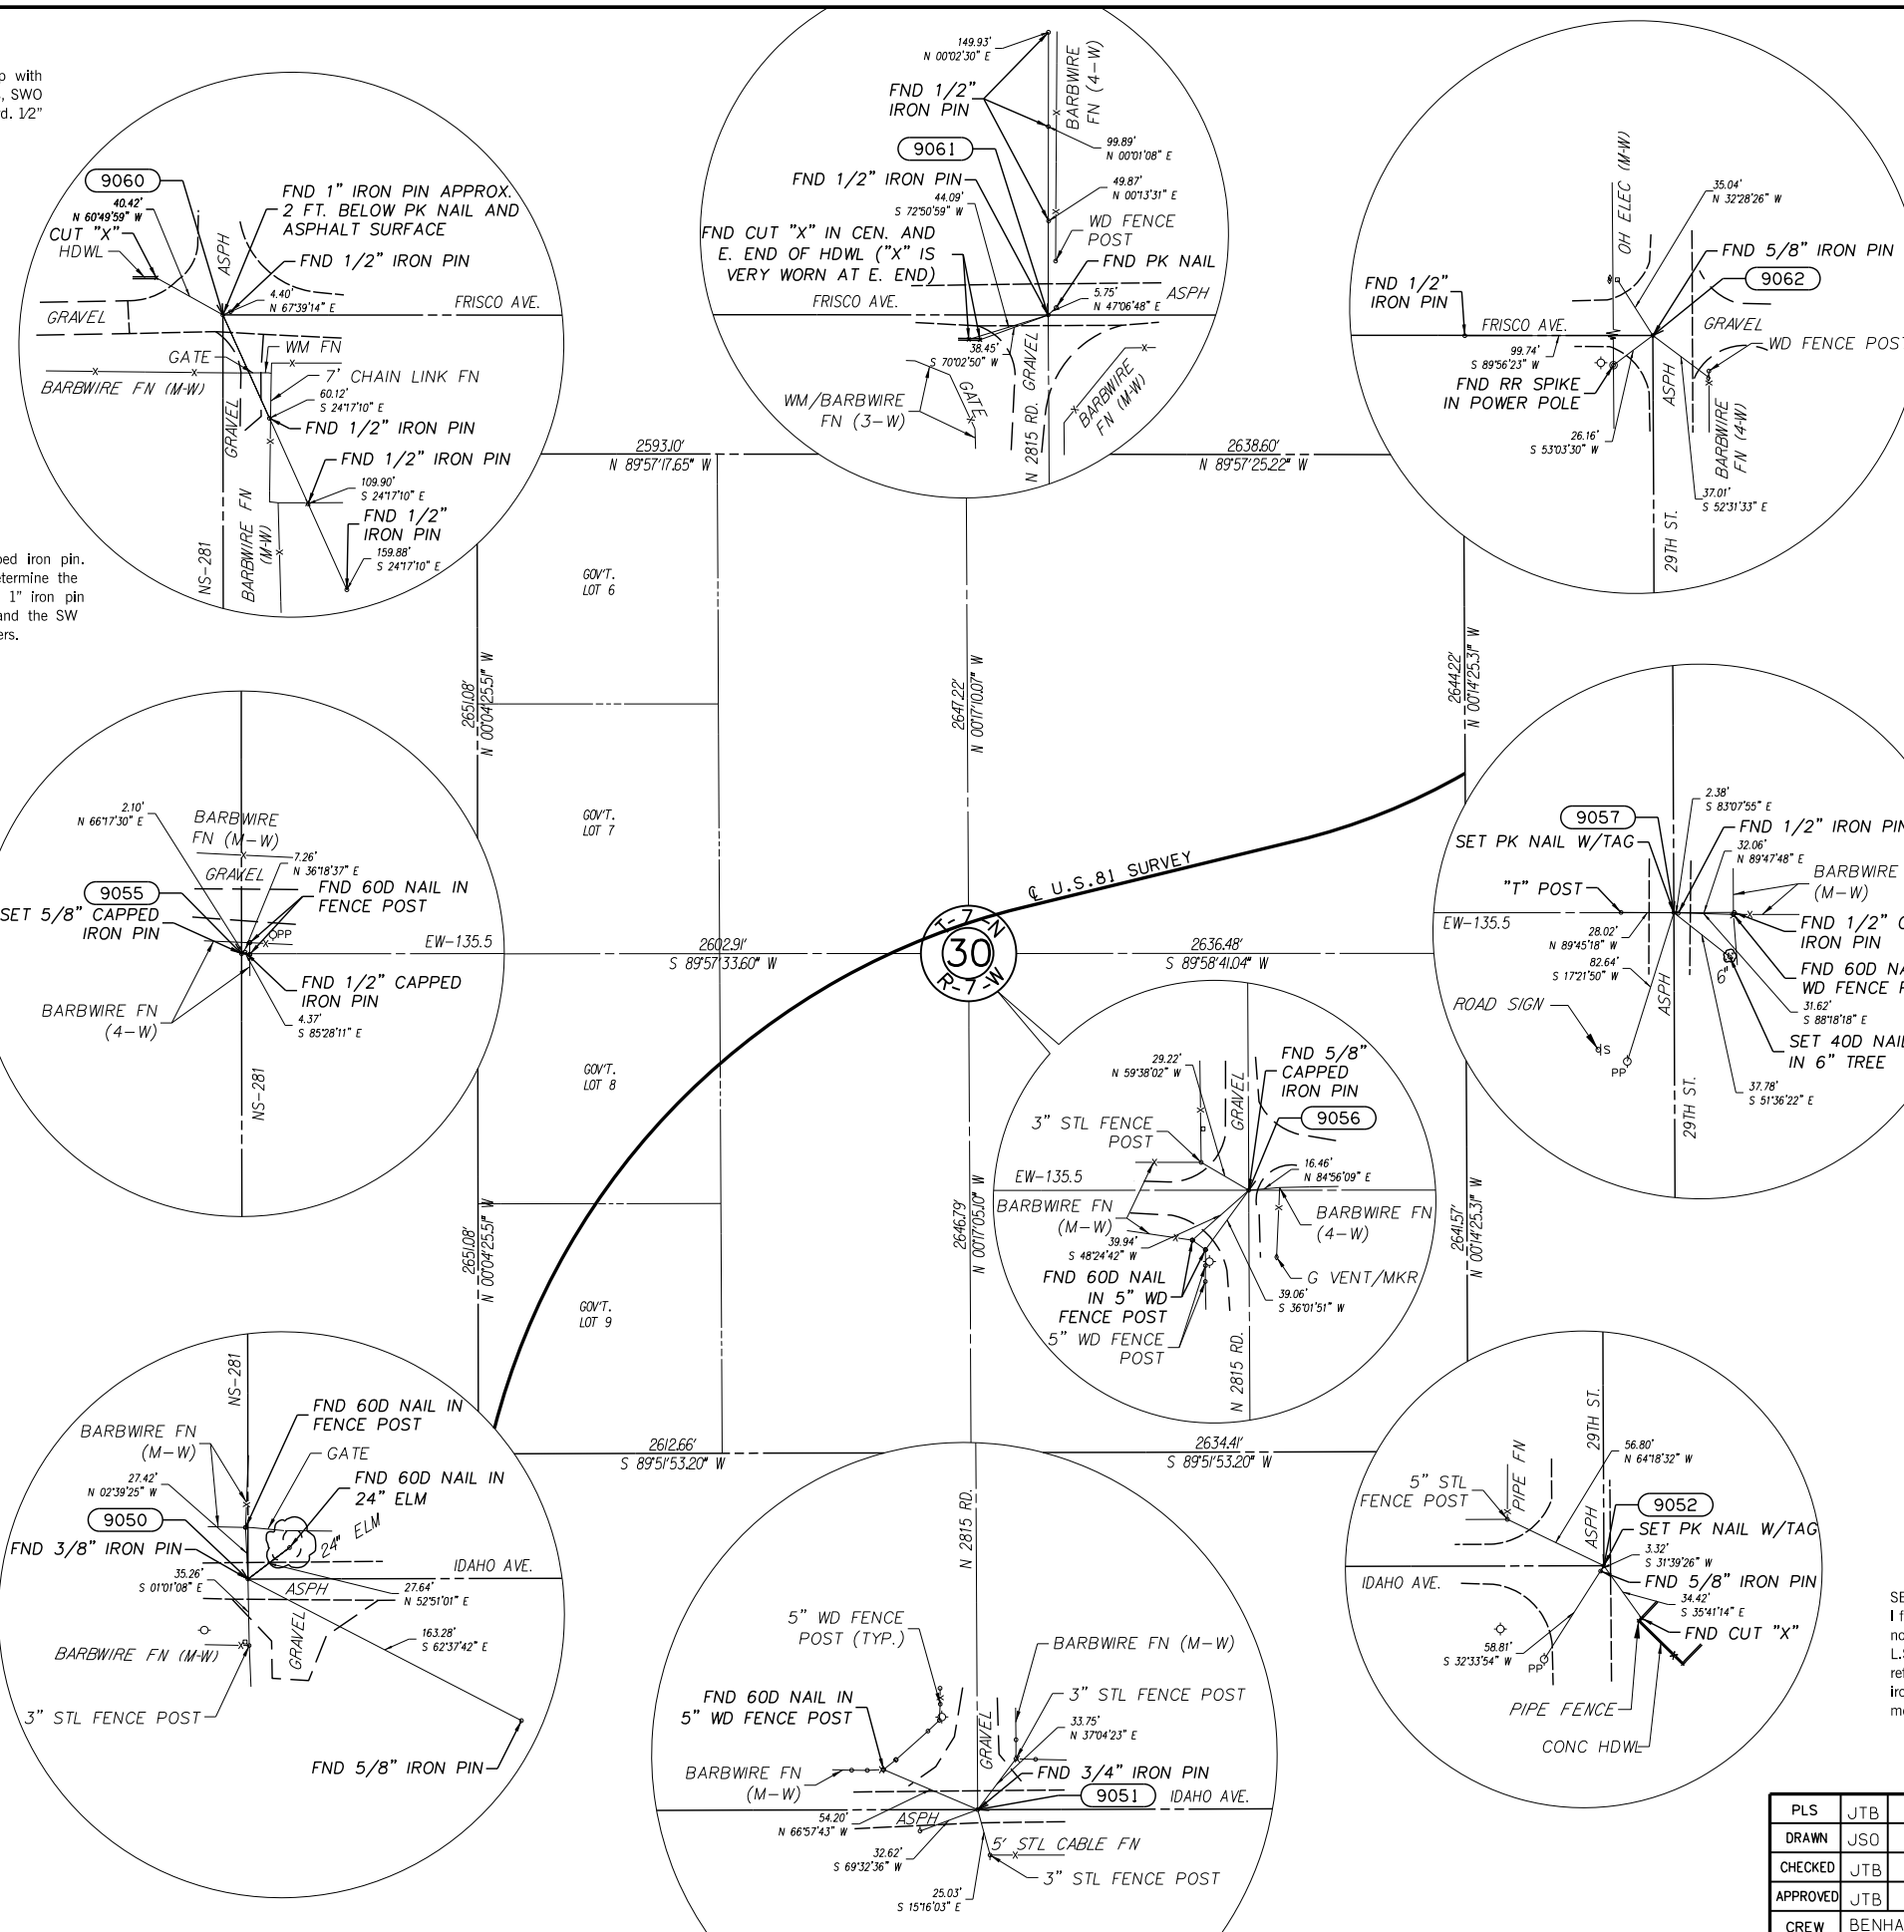 p with
, SWO
d. 1/2"
9060
40.42'
N 60°49'59" W
CUT "X"
HDWL
ASPH
FND 1" IRON PIN APPROX.
2 FT. BELOW PK NAIL AND
ASPHALT SURFACE
FND 1/2" IRON PIN
4.40'
N 67°39'14" E
FRISCO AVE.
GRAVEL
GATE
WM FN
7' CHAIN LINK FN
BARBWIRE FN (M-W)
60.12'
S 24°17'10" E
GRAVEL
FND 1/2" IRON PIN
FND 1/2" IRON PIN
109.90'
S 24°17'10" E
BARBWIRE FN
(M-W)
FND 1/2"
IRON PIN
159.88'
S 24°17'10" E
NS-281
149.93'
N 00°02'30" E
BARBWIRE
FN (4-W)
FND 1/2"
IRON PIN
9061
99.89'
N 00°01'08" E
FND 1/2" IRON PIN
49.87'
N 00°13'31" E
44.09'
S 72°50'59" W
WD FENCE
POST
FND CUT "X" IN CEN. AND
E. END OF HDWL ("X" IS
VERY WORN AT E. END)
FND PK NAIL
FRISCO AVE.
5.75'
N 47°06'48" E
ASPH
38.45'
S 70°02'50" W
GATE
WM/BARBWIRE
FN (3-W)
N 2815 RD. GRAVEL
BARBWIRE
FN (M-W)
OH ELEC (M-W)
35.04'
N 32°28'26" W
FND 5/8" IRON PIN
9062
FND 1/2"
IRON PIN
FRISCO AVE.
GRAVEL
99.74'
S 89°56'23" W
WD FENCE POST
FND RR SPIKE
IN POWER POLE
ASPH
26.16'
S 53°03'30" W
BARBWIRE
FN (4-W)
37.01'
S 52°31'33" E
29TH ST.
2593.10'
N 89°57'17.65" W
2638.60'
N 89°57'25.22" W
ped iron pin.
etermine the
1" iron pin
and the SW
ers.
GOV'T.
LOT 6
2651.08'
N 00°04'25.51" W
2647.22'
N 00°17'10.07" W
2644.22'
N 00°14'25.31" W
GOV'T.
LOT 7
℄ U.S.81 SURVEY
2.10'
N 66°17'30" W
BARBWIRE
FN (M-W)
7.26'
N 36°18'37" E
GRAVEL
9055
FND 60D NAIL IN
FENCE POST
SET 5/8" CAPPED
IRON PIN
PP
EW-135.5
FND 1/2" CAPPED
IRON PIN
BARBWIRE FN
(4-W)
4.37'
S 85°28'11" E
NS-281
2602.91'
S 89°57'33.60" W
T-7-N
30
R-7-W
2636.48'
S 89°58'41.04" W
2.38'
S 83°07'55" E
9057
FND 1/2" IRON PIN
SET PK NAIL W/TAG
32.06'
N 89°47'48" E
BARBWIRE
(M-W)
"T" POST
EW-135.5
FND 1/2" C
IRON PIN
28.02'
N 89°45'18" W
82.64'
S 17°21'50" W
6"
FND 60D NA
WD FENCE P
ROAD SIGN
ASPH
31.62'
S 88°18'18" E
S
PP
SET 40D NAIL
IN 6" TREE
37.78'
S 51°36'22" E
29TH ST.
GOV'T.
LOT 8
29.22'
N 59°38'02" W
GRAVEL
FND 5/8"
CAPPED
IRON PIN
3" STL FENCE
POST
9056
EW-135.5
16.46'
N 84°56'09" E
BARBWIRE FN
(M-W)
BARBWIRE FN
(4-W)
39.94'
S 48°24'42" W
FND 60D NAIL
IN 5" WD
FENCE POST
G VENT/MKR
39.06'
S 36°01'51" W
5" WD FENCE
POST
N 2815 RD.
2651.08'
N 00°04'25.51" W
2646.79'
N 00°17'05.10" W
2641.57'
N 00°14'25.31" W
GOV'T.
LOT 9
2612.66'
S 89°51'53.20" W
2634.41'
S 89°51'53.20" W
NS-281
FND 60D NAIL IN
FENCE POST
BARBWIRE FN
(M-W)
GATE
27.42'
N 02°39'25" W
FND 60D NAIL IN
24" ELM
9050
24" ELM
FND 3/8" IRON PIN
IDAHO AVE.
35.26'
S 01°01'08" E
ASPH
27.64'
N 52°51'01" E
GRAVEL
163.28'
S 62°37'42" E
BARBWIRE FN (M-W)
3" STL FENCE POST
FND 5/8" IRON PIN
N 2815 RD.
5" WD FENCE
POST (TYP.)
BARBWIRE FN (M-W)
FND 60D NAIL IN
5" WD FENCE POST
3" STL FENCE POST
GRAVEL
33.75'
N 37°04'23" E
BARBWIRE FN
(M-W)
FND 3/4" IRON PIN
9051
IDAHO AVE.
54.20'
N 66°57'43" W
ASPH
5' STL CABLE FN
32.62'
S 69°32'36" W
3" STL FENCE POST
25.03'
S 15°16'03" E
29TH ST.
56.80'
N 64°18'32" W
5" STL
FENCE POST
PIPE FN
ASPH
9052
SET PK NAIL W/TAG
3.32'
S 31°39'26" W
IDAHO AVE.
FND 5/8" IRON PIN
34.42'
S 35°41'14" E
FND CUT "X"
58.81'
S 32°33'54" W
PP
PIPE FENCE
CONC HDWL
SE
I f
no
L.S
ref
iro
me
PLS JTB
DRAWN JSO
CHECKED JTB
APPROVED JTB
CREW BENHA